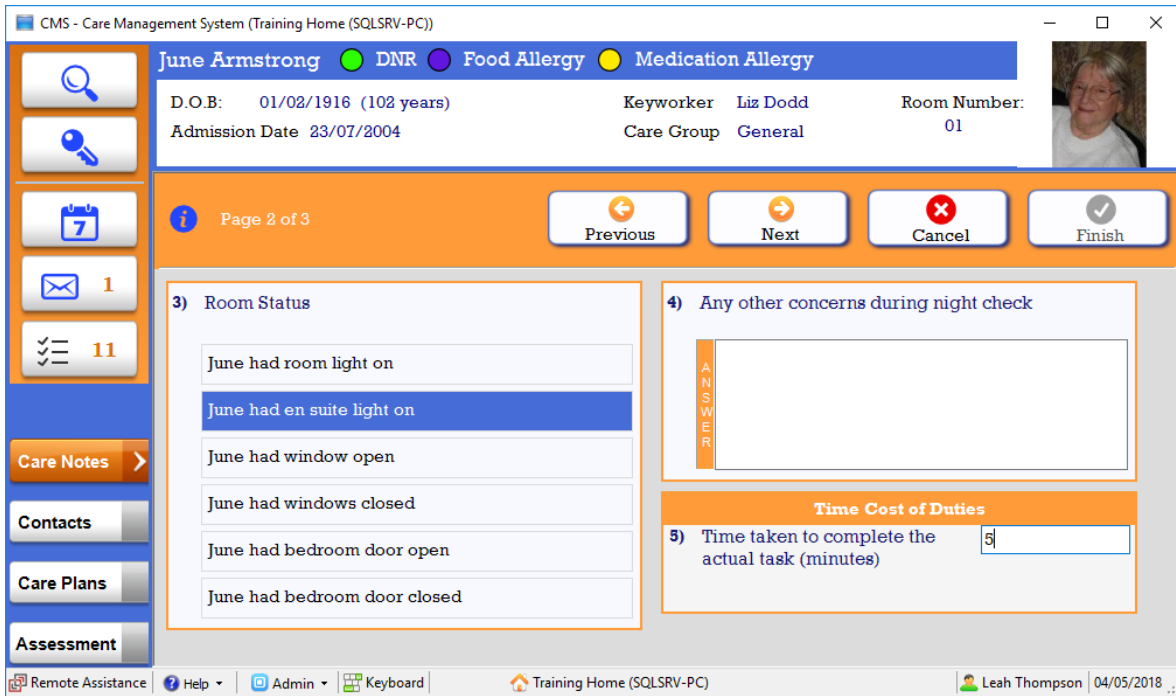 CMS - Care Management System (Training Home (SQLSRV-PC))
June Armstrong DNR Food Allergy Medication Allergy
D.O.B: 01/02/1916 (102 years) Keyworker Liz Dodd Room Number:
Admission Date 23/07/2004 Care Group General 01
7
1
11
Care Notes
Contacts
Care Plans
Assessment
i Page 2 of 3 Previous Next Cancel Finish
3) Room Status
June had room light on
June had en suite light on
June had window open
June had windows closed
June had bedroom door open
June had bedroom door closed
4) Any other concerns during night check
ANSWER
Time Cost of Duties
5) Time taken to complete the 5
actual task (minutes)
Remote Assistance ? Help Admin Keyboard Training Home (SQLSRV-PC) Leah Thompson 04/05/2018